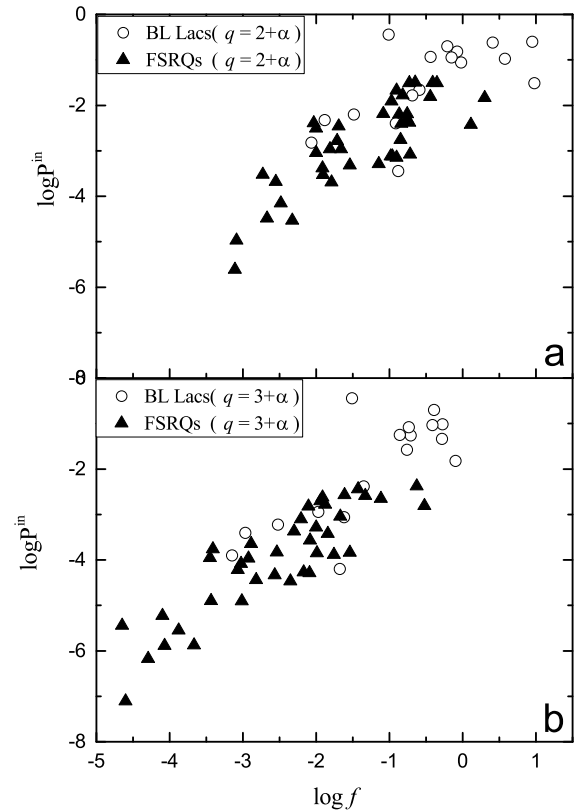 0
BL Lacs( q = 2+α )
FSRQs ( q = 2+α )
-2
logP^in
-4
-6
a
-8
0
BL Lacs( q = 3+α )
FSRQs ( q = 3+α )
-2
logP^in
-4
-6
b
-8
-5 -4 -3 -2 -1 0 1
log f